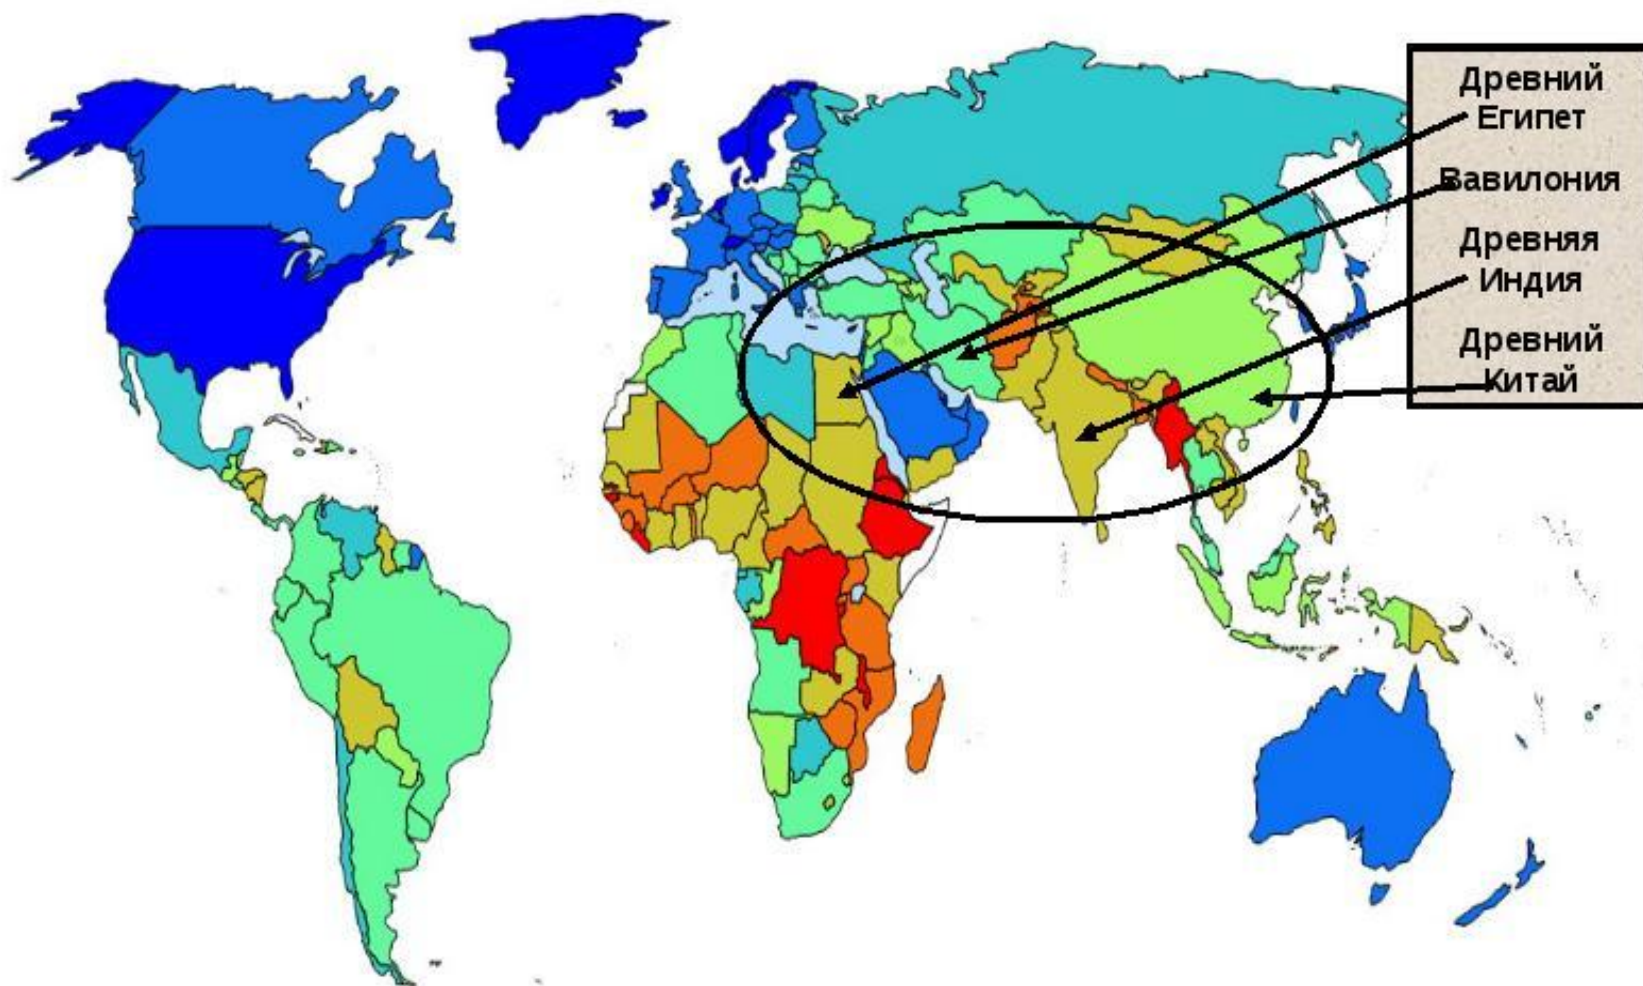 Древний
Египет
Вавилония
Древняя
Индия
Древний
Китай